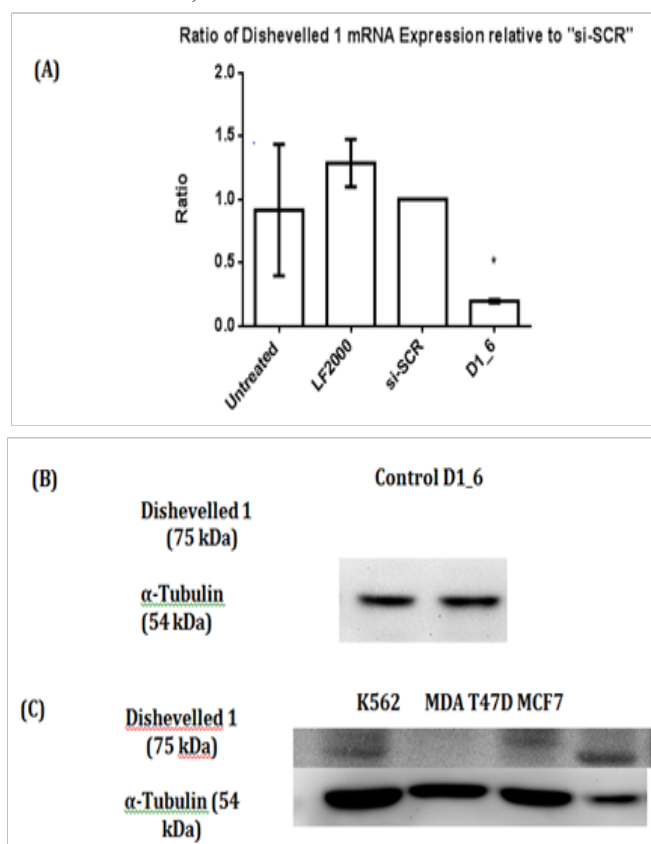 Ratio of Dishevelled 1 mRNA Expression relative to "si-SCR"
(A)
2.0
1.5
1.0
0.5
0.0
Ratio
Untreated
LF2000
si-SCR
D1_6
*
(B)
Control D1_6
Dishevelled 1
(75 kDa)
α-Tubulin
(54 kDa)
(C)
K562 MDA T47D MCF7
Dishevelled 1
(75 kDa)
α-Tubulin (54
kDa)